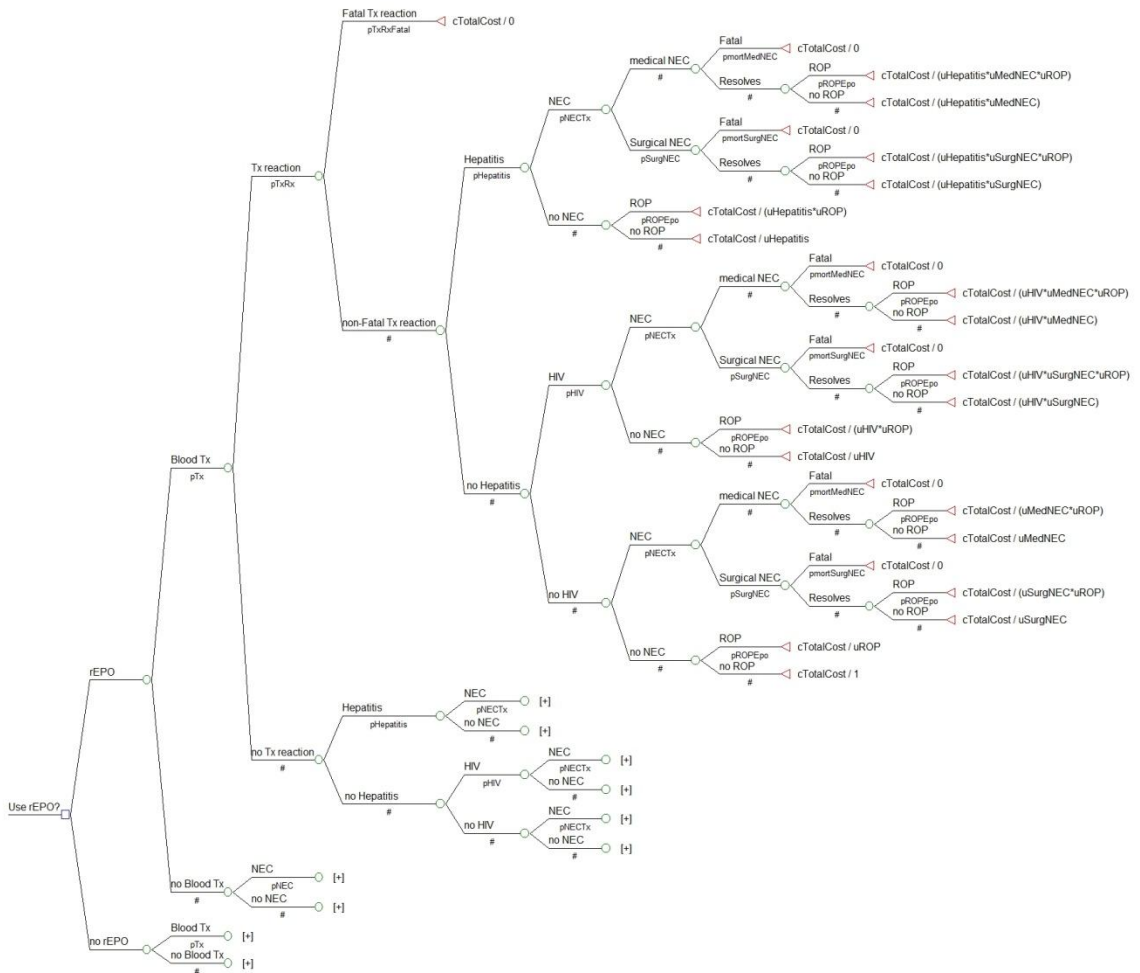 Fatal Tx reaction
pTxRxFatal
cTotalCost / 0
Fatal
pmortMedNEC
cTotalCost / 0
medical NEC
#
Resolves
#
ROP
pROPEpo
cTotalCost / (uHepatitis*uMedNEC*uROP)
no ROP
#
cTotalCost / (uHepatitis*uMedNEC)
NEC
pNECTx
Fatal
pmortSurgNEC
cTotalCost / 0
Surgical NEC
pSurgNEC
Resolves
#
ROP
pROPEpo
cTotalCost / (uHepatitis*uSurgNEC*uROP)
no ROP
#
cTotalCost / (uHepatitis*uSurgNEC)
Hepatitis
pHepatitis
Tx reaction
pTxRx
no NEC
#
ROP
pROPEpo
cTotalCost / (uHepatitis*uROP)
no ROP
#
cTotalCost / uHepatitis
non-Fatal Tx reaction
#
Fatal
pmortMedNEC
cTotalCost / 0
medical NEC
#
Resolves
#
ROP
pROPEpo
cTotalCost / (uHIV*uMedNEC*uROP)
no ROP
#
cTotalCost / (uHIV*uMedNEC)
NEC
pNECTx
Fatal
pmortSurgNEC
cTotalCost / 0
Surgical NEC
pSurgNEC
Resolves
#
ROP
pROPEpo
cTotalCost / (uHIV*uSurgNEC*uROP)
no ROP
#
cTotalCost / (uHIV*uSurgNEC)
HIV
pHIV
no NEC
#
ROP
pROPEpo
cTotalCost / (uHIV*uROP)
no ROP
#
cTotalCost / uHIV
Blood Tx
pTx
no Hepatitis
#
Fatal
pmortMedNEC
cTotalCost / 0
medical NEC
#
Resolves
#
ROP
pROPEpo
cTotalCost / (uMedNEC*uROP)
no ROP
#
cTotalCost / uMedNEC
NEC
pNECTx
Fatal
pmortSurgNEC
cTotalCost / 0
Surgical NEC
pSurgNEC
Resolves
#
ROP
pROPEpo
cTotalCost / (uSurgNEC*uROP)
no ROP
#
cTotalCost / uSurgNEC
no HIV
#
no NEC
#
ROP
pROPEpo
cTotalCost / uROP
no ROP
#
cTotalCost / 1
rEPO
Hepatitis
pHepatitis
NEC
pNECTx
[+]
no NEC
#
[+]
no Tx reaction
#
no Hepatitis
#
HIV
pHIV
NEC
pNECTx
[+]
no NEC
#
[+]
no HIV
#
NEC
pNECTx
[+]
no NEC
#
[+]
Use rEPO?
no Blood Tx
#
NEC
pNEC
[+]
no NEC
#
[+]
no rEPO
Blood Tx
pTx
[+]
no Blood Tx
#
[+]